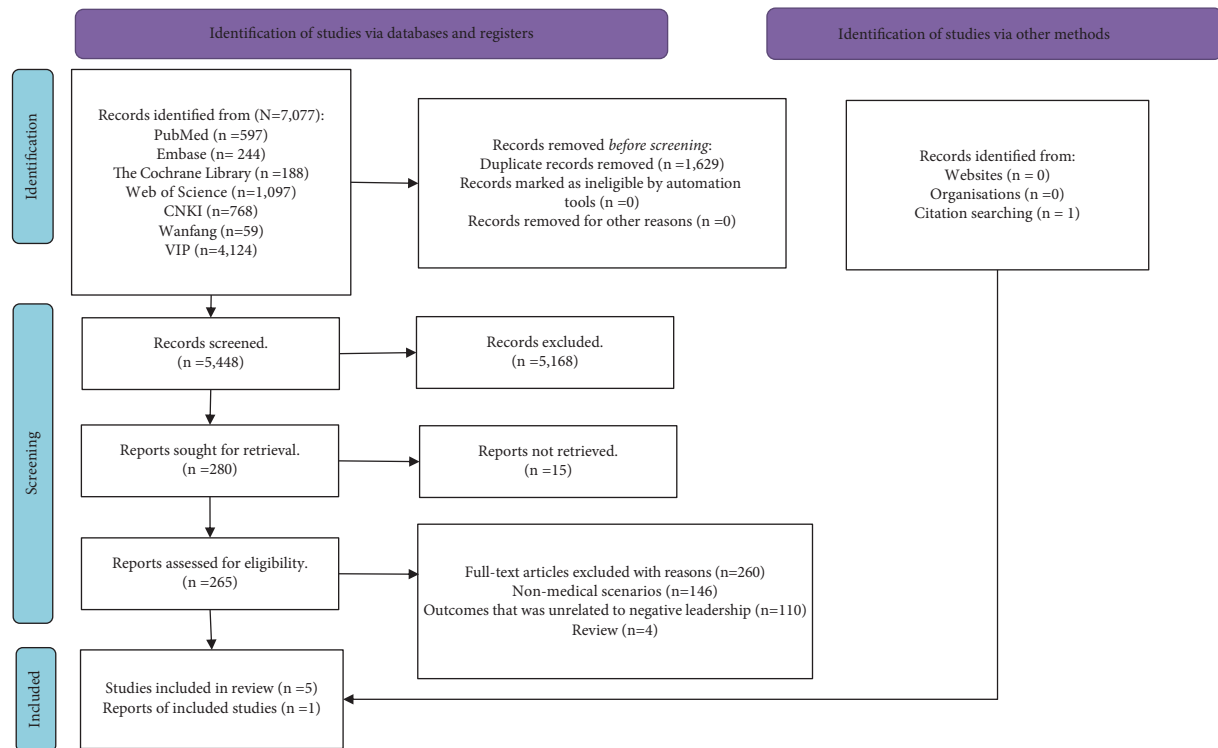 Identification of studies via databases and registers
Identification of studies via other methods
Identification
Records identified from (N=7,077):
PubMed (n =597)
Embase (n= 244)
The Cochrane Library (n =188)
Web of Science (n=1,097)
CNKI (n=768)
Wanfang (n=59)
VIP (n=4,124)
Records removed before screening:
Duplicate records removed (n =1,629)
Records marked as ineligible by automation
tools (n =0)
Records removed for other reasons (n =0)
Records identified from:
Websites (n = 0)
Organisations (n =0)
Citation searching (n = 1)
Screening
Records screened.
(n =5,448)
Records excluded.
(n =5,168)
Reports sought for retrieval.
(n =280)
Reports not retrieved.
(n =15)
Reports assessed for eligibility.
(n =265)
Full-text articles excluded with reasons (n=260)
Non-medical scenarios (n=146)
Outcomes that was unrelated to negative leadership (n=110)
Review (n=4)
Included
Studies included in review (n =5)
Reports of included studies (n =1)